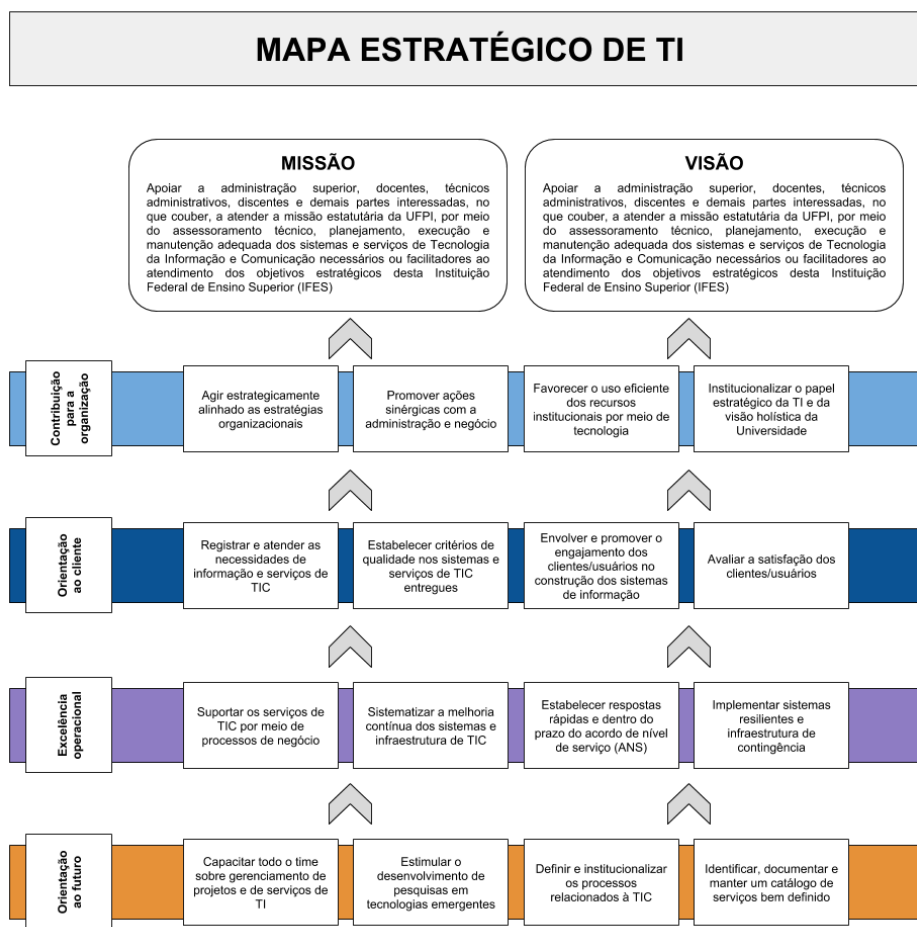 MAPA ESTRATÉGICO DE TI
MISSÃO
Apoiar a administração superior, docentes, técnicos
administrativos, discentes e demais partes interessadas, no
que couber, a atender a missão estatutária da UFPI, por meio
do assessoramento técnico, planejamento, execução e
manutenção adequada dos sistemas e serviços de Tecnologia
da Informação e Comunicação necessários ou facilitadores ao
atendimento dos objetivos estratégicos desta Instituição
Federal de Ensino Superior (IFES)
VISÃO
Apoiar a administração superior, docentes, técnicos
administrativos, discentes e demais partes interessadas, no
que couber, a atender a missão estatutária da UFPI, por meio
do assessoramento técnico, planejamento, execução e
manutenção adequada dos sistemas e serviços de Tecnologia
da Informação e Comunicação necessários ou facilitadores ao
atendimento dos objetivos estratégicos desta Instituição
Federal de Ensino Superior (IFES)
Contribuição
para a
organização
Agir estrategicamente
alinhado as estratégias
organizacionais
Promover ações
sinérgicas com a
administração e negócio
Favorecer o uso eficiente
dos recursos
institucionais por meio de
tecnologia
Institucionalizar o papel
estratégico da TI e da
visão holística da
Universidade
Orientação
ao cliente
Registrar e atender as
necessidades de
informação e serviços de
TIC
Estabelecer critérios de
qualidade nos sistemas e
serviços de TIC
entregues
Envolver e promover o
engajamento dos
clientes/usuários no
construção dos sistemas
de informação
Avaliar a satisfação dos
clientes/usuários
Excelência
operacional
Suportar os serviços de
TIC por meio de
processos de negócio
Sistematizar a melhoria
contínua dos sistemas e
infraestrutura de TIC
Estabelecer respostas
rápidas e dentro do
prazo do acordo de nível
de serviço (ANS)
Implementar sistemas
resilientes e
infraestrutura de
contingência
Orientação
ao futuro
Capacitar todo o time
sobre gerenciamento de
projetos e de serviços de
TI
Estimular o
desenvolvimento de
pesquisas em
tecnologias emergentes
Definir e institucionalizar
os processos
relacionados à TIC
Identificar, documentar e
manter um catálogo de
serviços bem definido